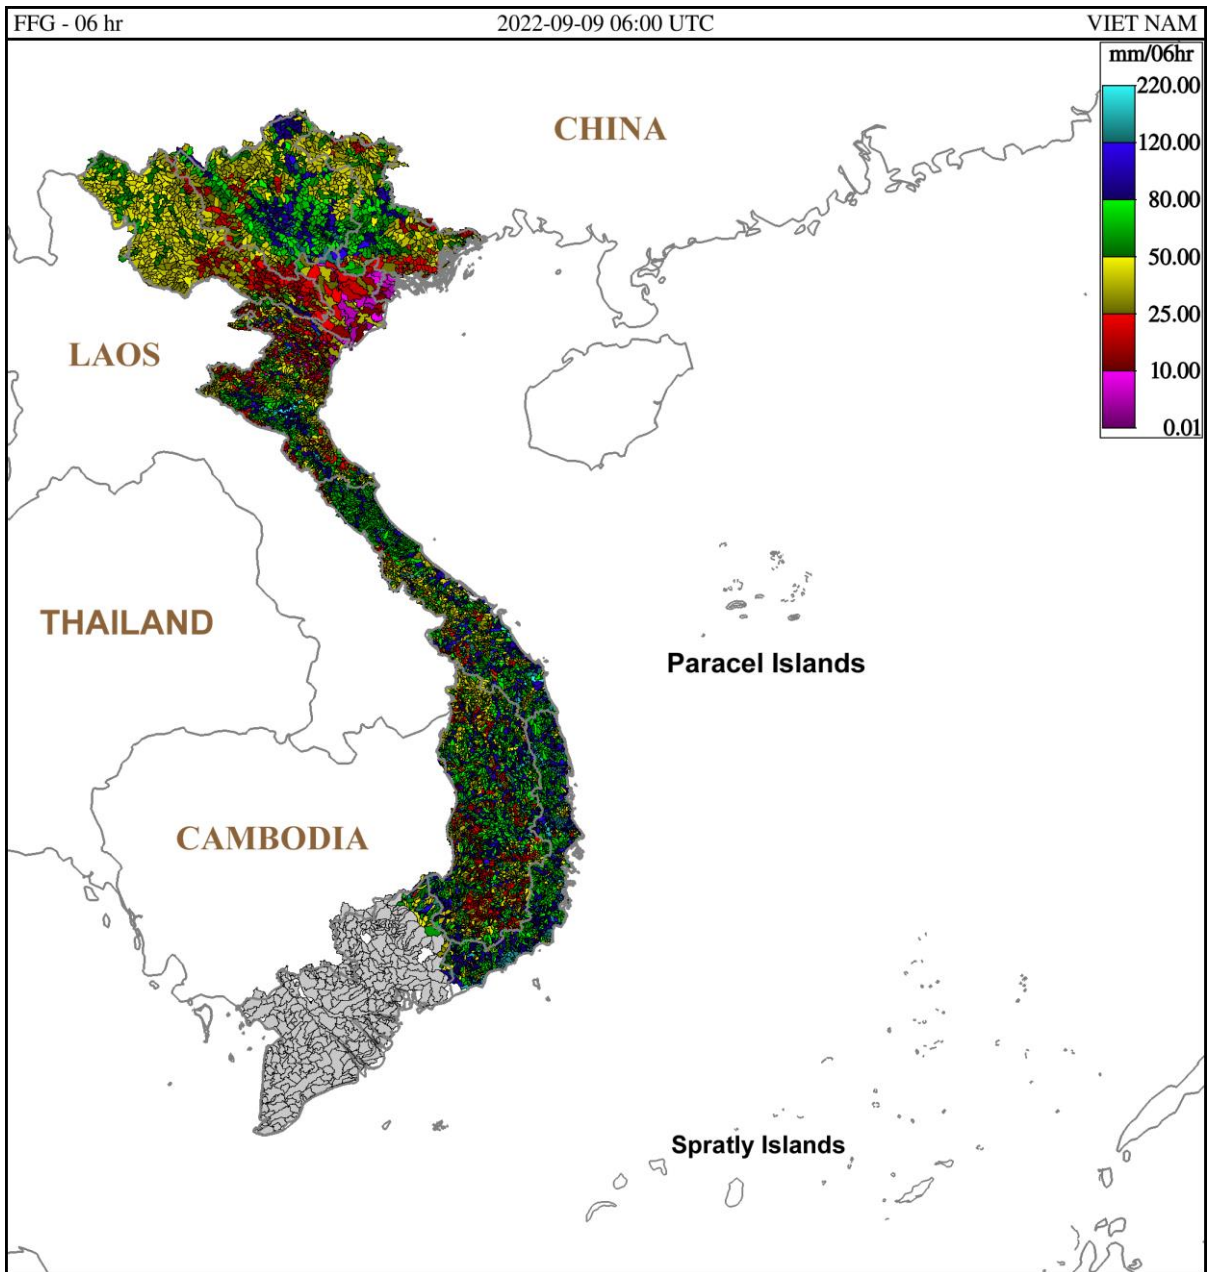 FFG - 06 hr 2022-09-09 06:00 UTC VIET NAM
mm/06hr
220.00
120.00
80.00
50.00
25.00
10.00
0.01
CHINA
LAOS
THAILAND
Paracel Islands
CAMBODIA
Spratly Islands